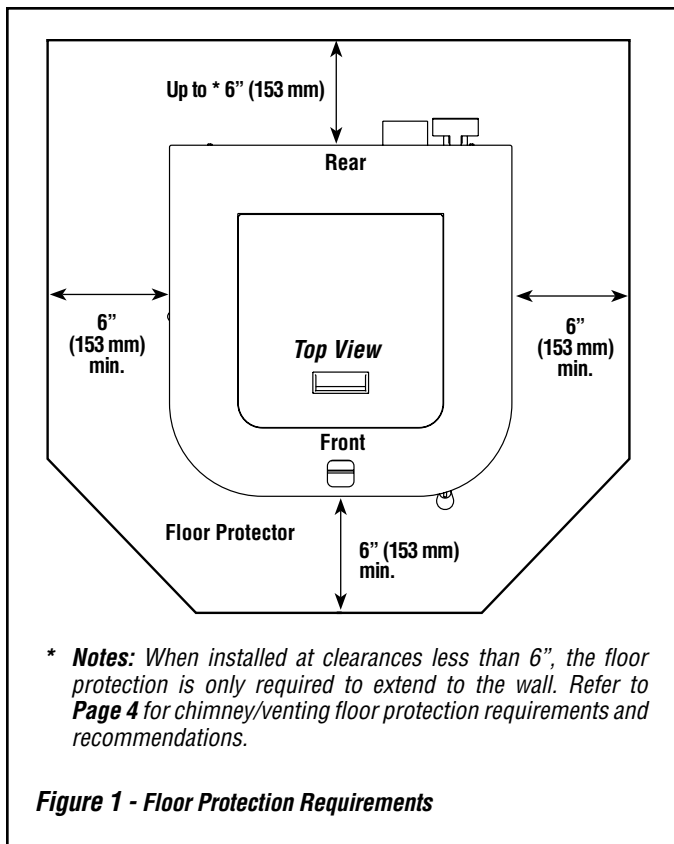 Up to * 6” (153 mm)
Rear
6”
(153 mm)
min.
6”
(153 mm)
min.
Top View
Front
Floor Protector
6” (153 mm)
min.
* Notes: When installed at clearances less than 6”, the floor
protection is only required to extend to the wall. Refer to
Page 4 for chimney/venting floor protection requirements and
recommendations.
Figure 1 - Floor Protection Requirements